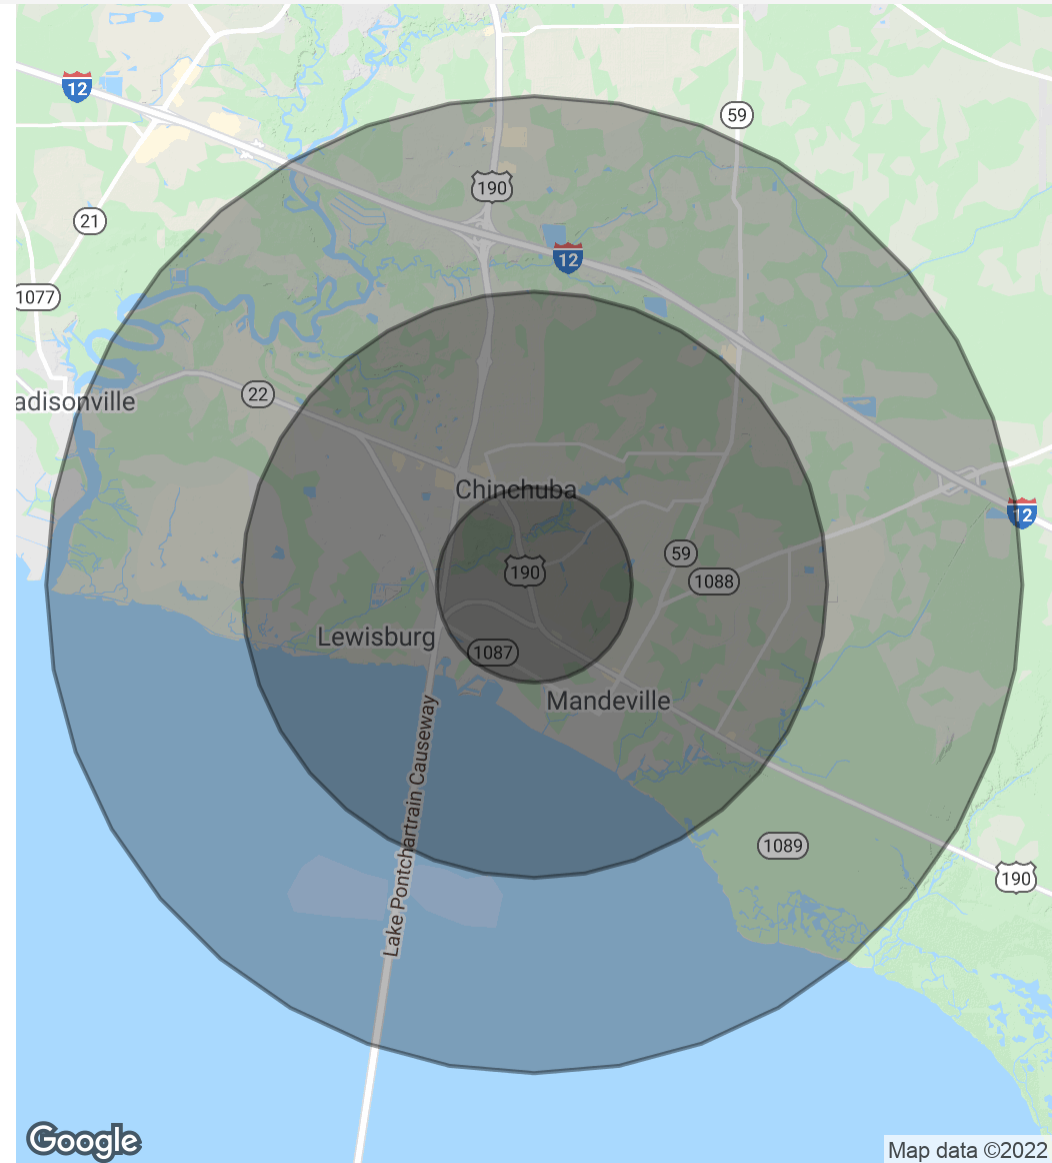 12
59
190
21
12
1077
22
adisonville
Chinchuba
12
59
190
1088
Lewisburg
1087
Mandeville
Lake Pontchartrain Causeway
1089
190
Google
Map data ©2022